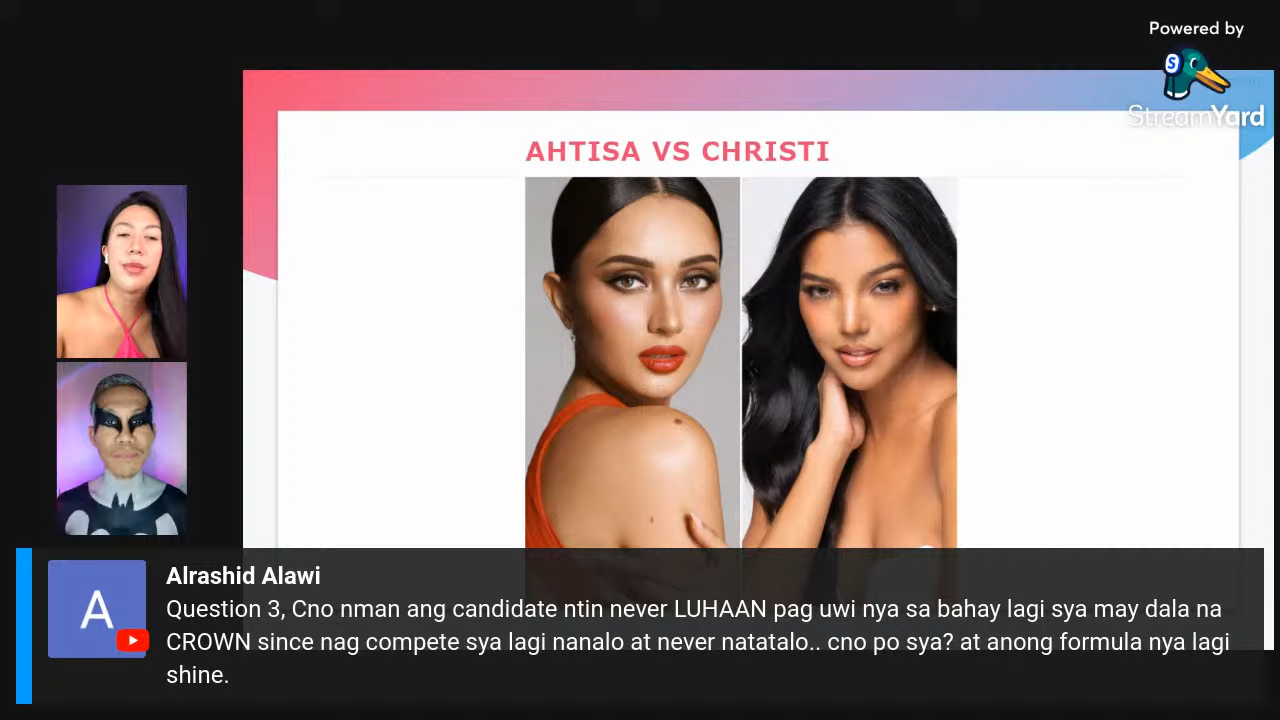 Powered by
S
StreamYard
AHTISA VS CHRISTI
A
Alrashid Alawi
Question 3, Cno nman ang candidate ntin never LUHAAN pag uwi nya sa bahay lagi sya may dala na
CROWN since nag compete sya lagi nanalo at never natatalo.. cno po sya? at anong formula nya lagi
shine.